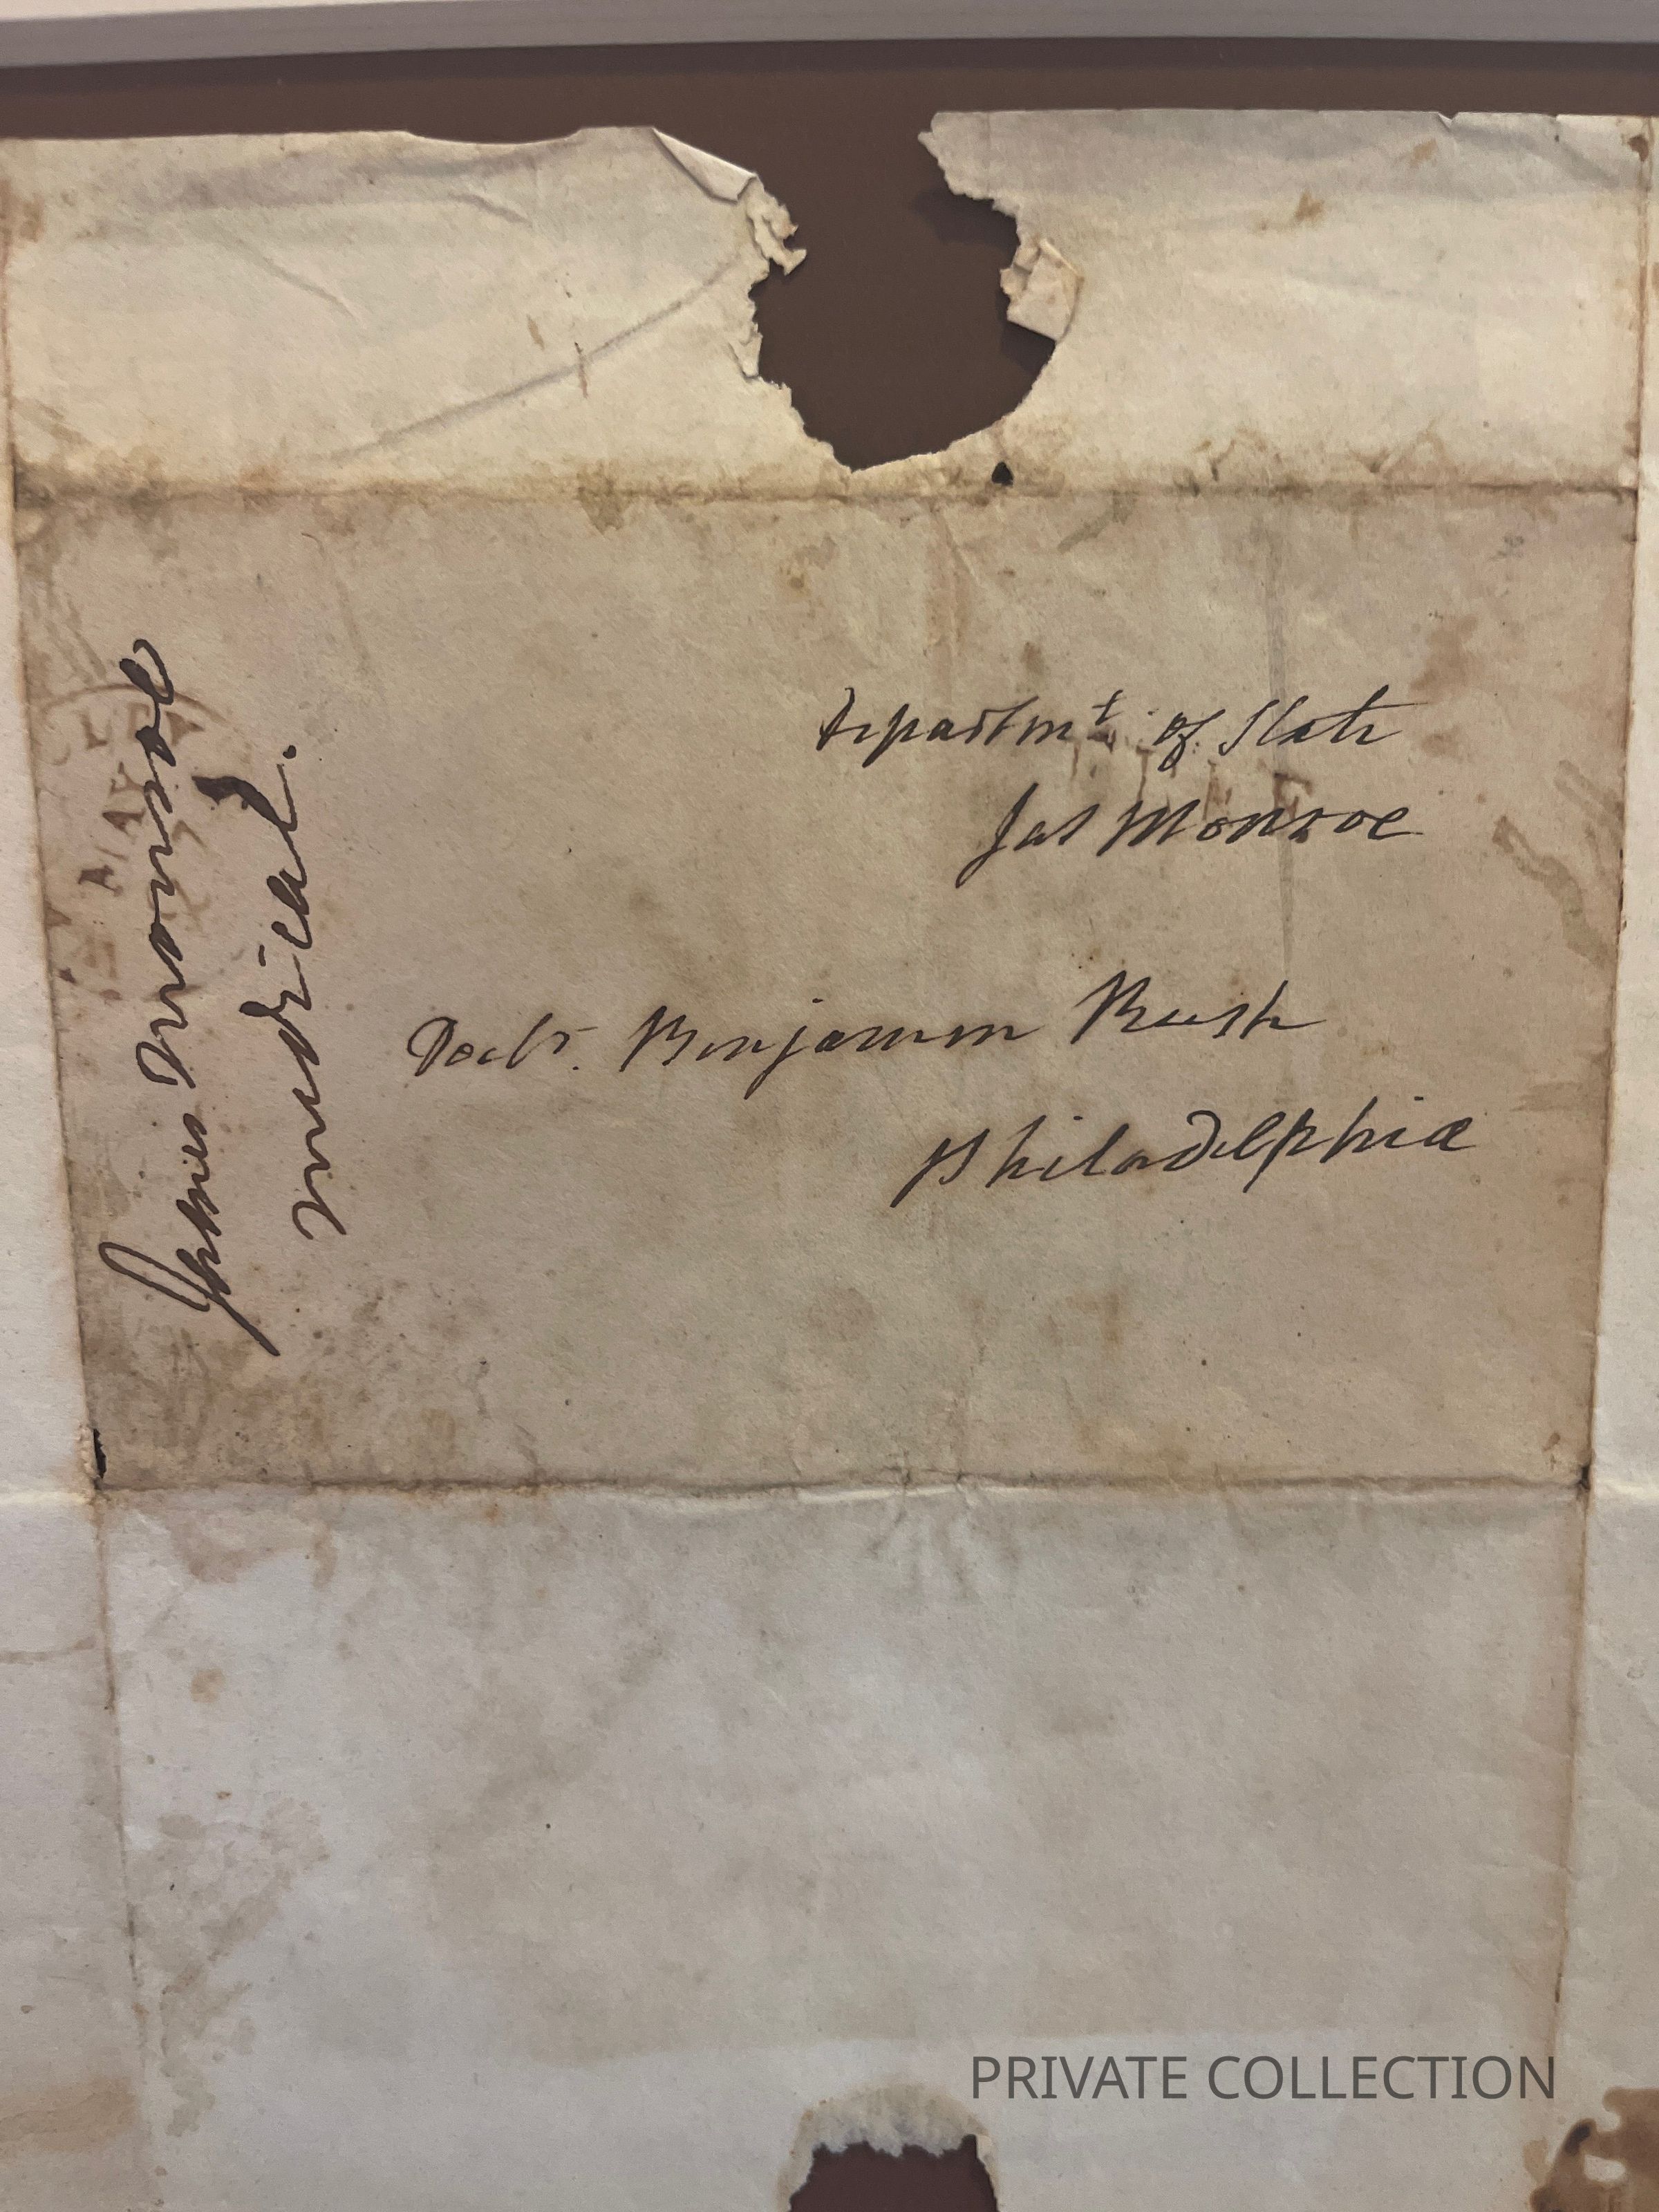 Departmt. of State
Jas Monroe
Doctr. Benjamin Rush
Philadelphia
James Monroe
medical.
PRIVATE COLLECTION